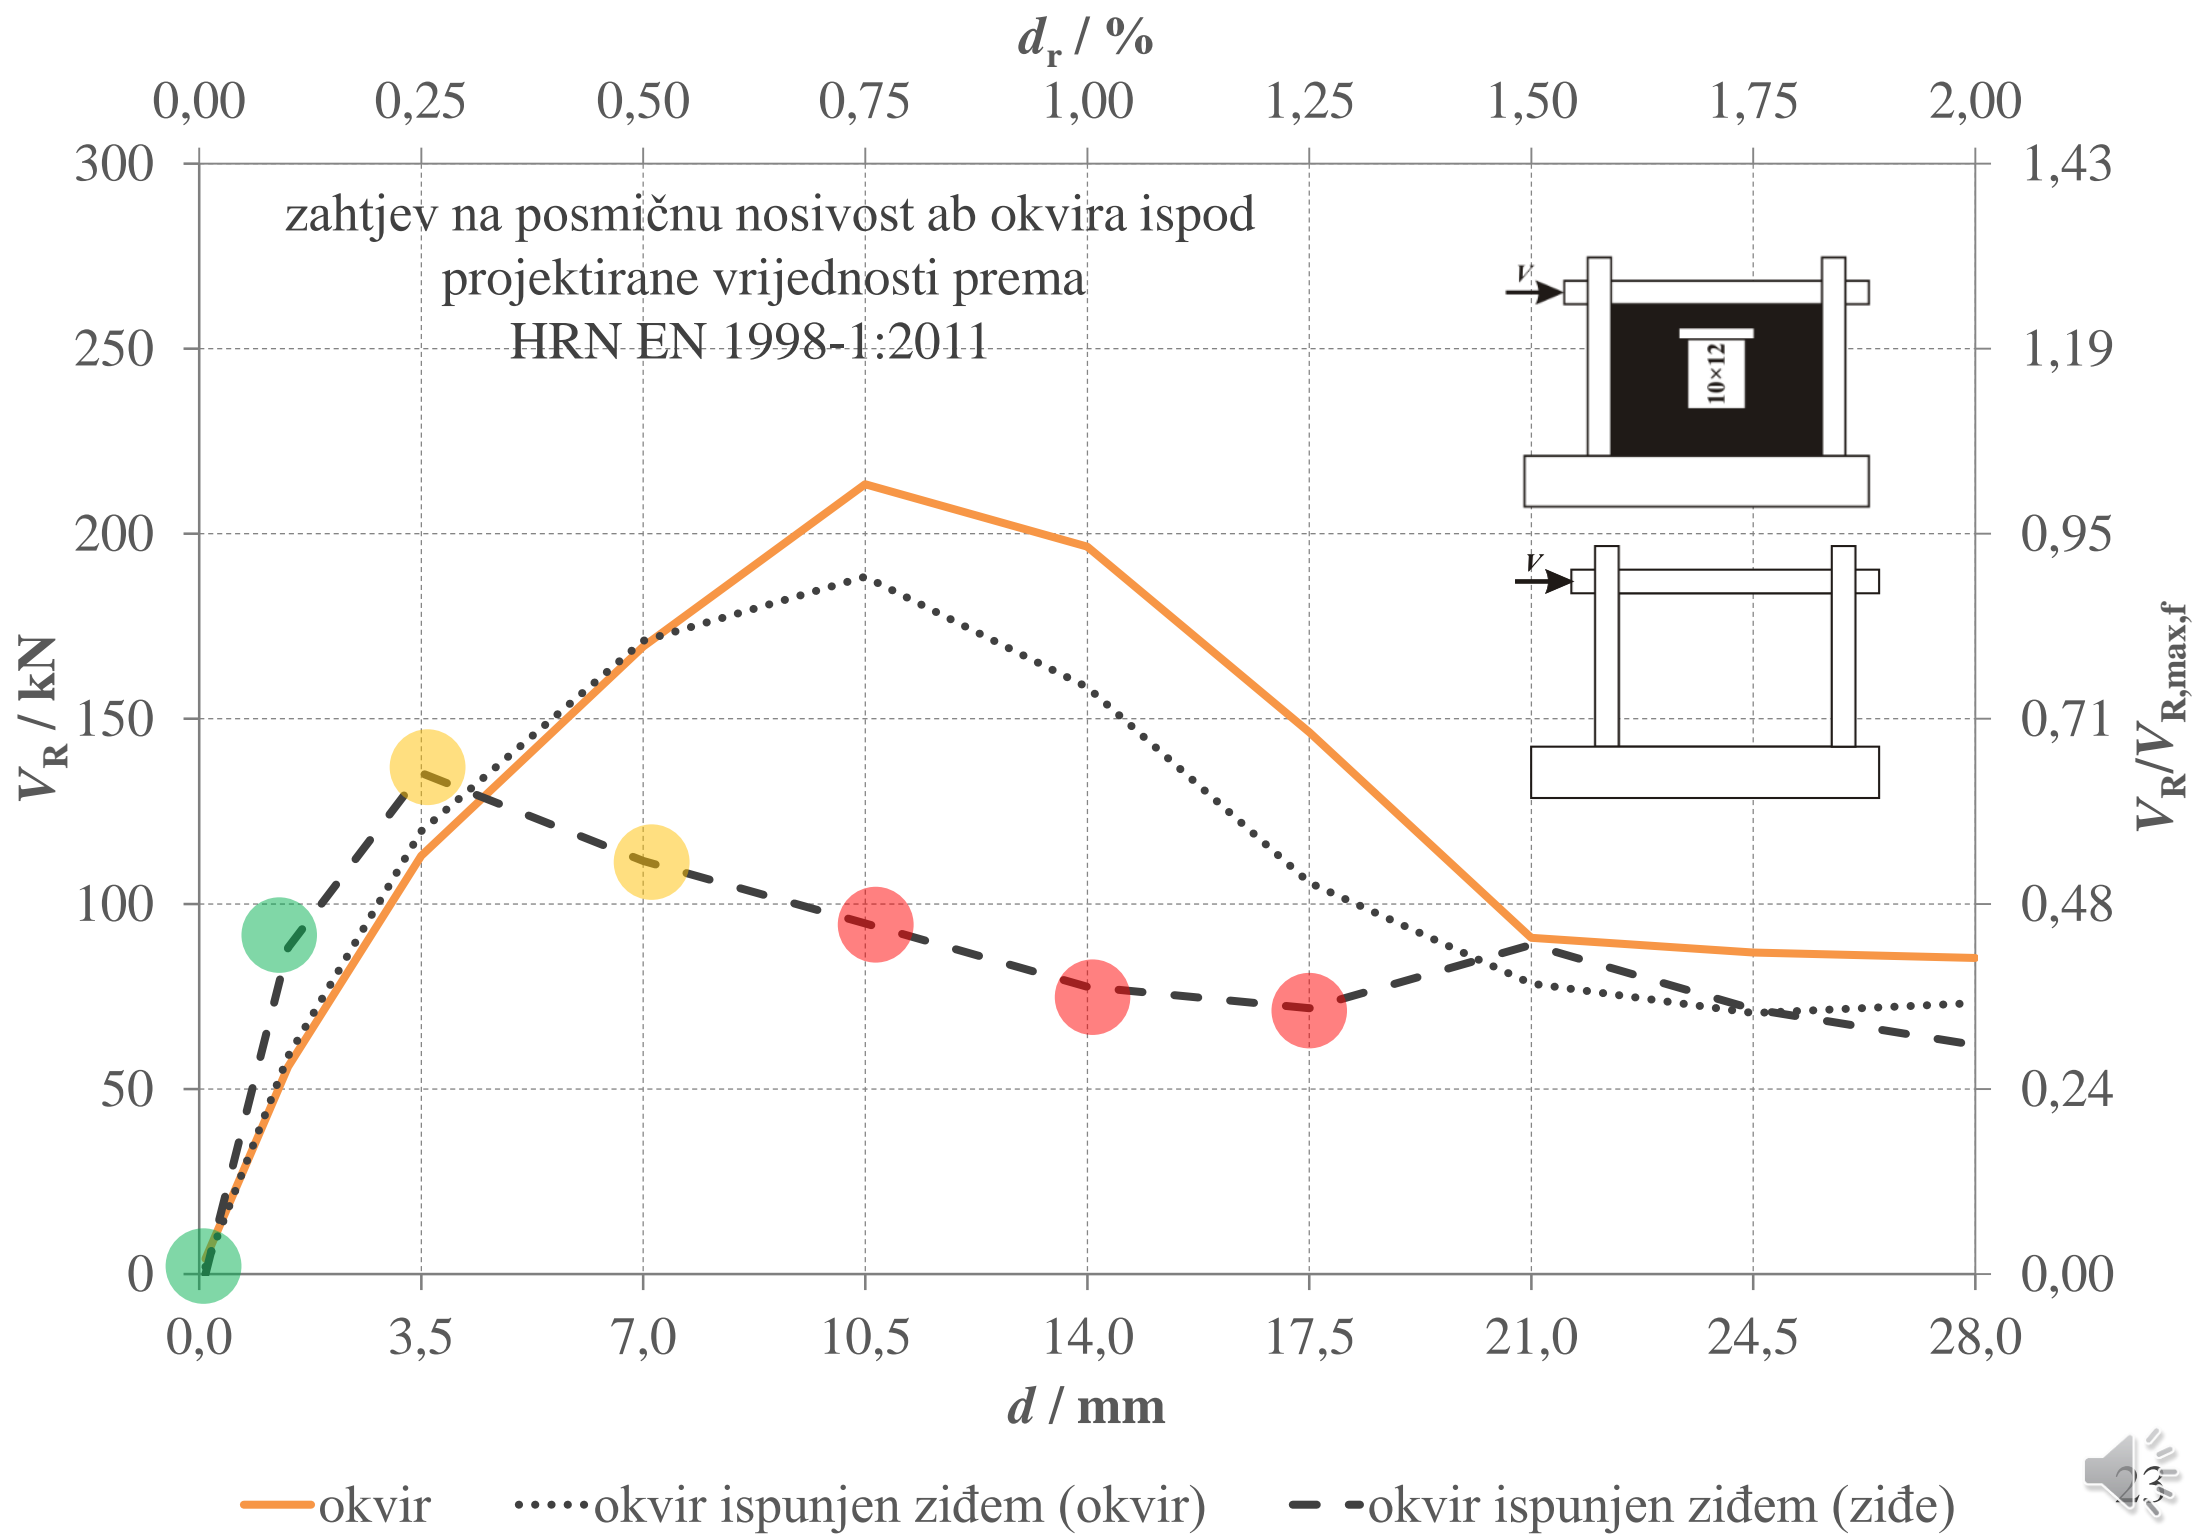 d_r / %
0,00 0,25 0,50 0,75 1,00 1,25 1,50 1,75 2,00
zahtjev na posmičnu nosivost ab okvira ispod
projektirane vrijednosti prema
HRN EN 1998-1:2011
300
250
200
150
100
50
0
V_R / kN
1,43
1,19
0,95
0,71
0,48
0,24
0,00
V_R/V_R,max,f
V
10×12
V
0,0 3,5 7,0 10,5 14,0 17,5 21,0 24,5 28,0
d / mm
okvir okvir ispunjen ziđem (okvir) okvir ispunjen ziđem (ziđe)
23